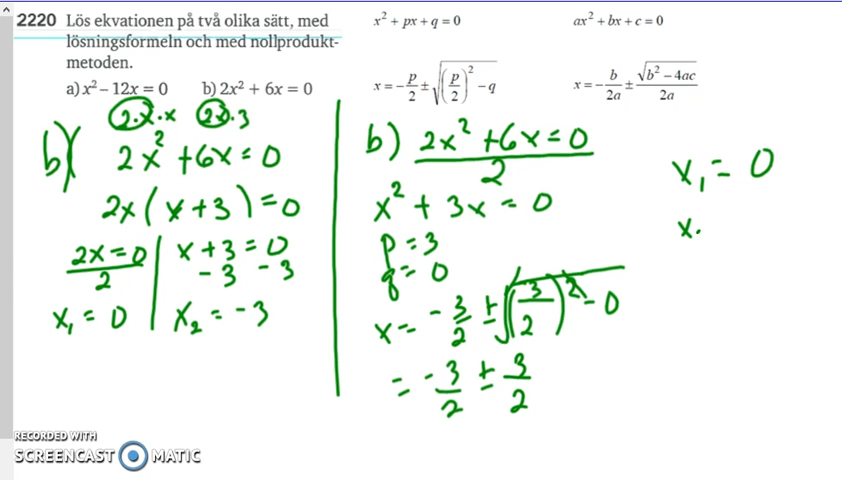 2220 Lös ekvationen på två olika sätt, med
lösningsformeln och med nollprodukt-
metoden.
a) x² – 12x = 0 b) 2x² + 6x = 0
x² + px + q = 0
x = -p/2 ± √((p/2)² - q)
ax² + bx + c = 0
x = -b/2a ± √(b² - 4ac)/2a
2·x·x 2x·3
b) 2x² + 6x = 0
2x(x+3) = 0
2x = 0 | x + 3 = 0
2 | -3 -3
x₁ = 0 | x₂ = -3
b) 2x² + 6x = 0
2
x² + 3x = 0
p = 3
q = 0
x = -3/2 ± √((3/2)² - 0)
= -3/2 ± 3/2
x₁ = 0
x.
RECORDED WITH
SCREENCAST MATIC